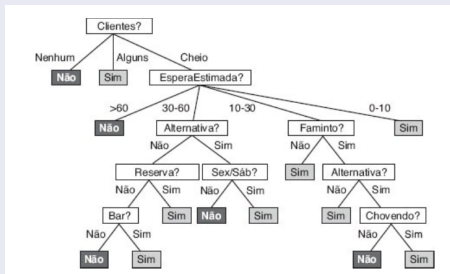 Clientes?
Nenhum Alguns Cheio
Não Sim EsperaEstimada?
>60 30-60 10-30 0-10
Não Alternativa? Faminto? Sim
Não Sim Não Sim
Reserva? Sex/Sáb? Sim Alternativa?
Não Sim Não Sim Não Sim
Bar? Sim Não Sim Sim Chovendo?
Não Sim Não Sim
Não Sim Não Sim